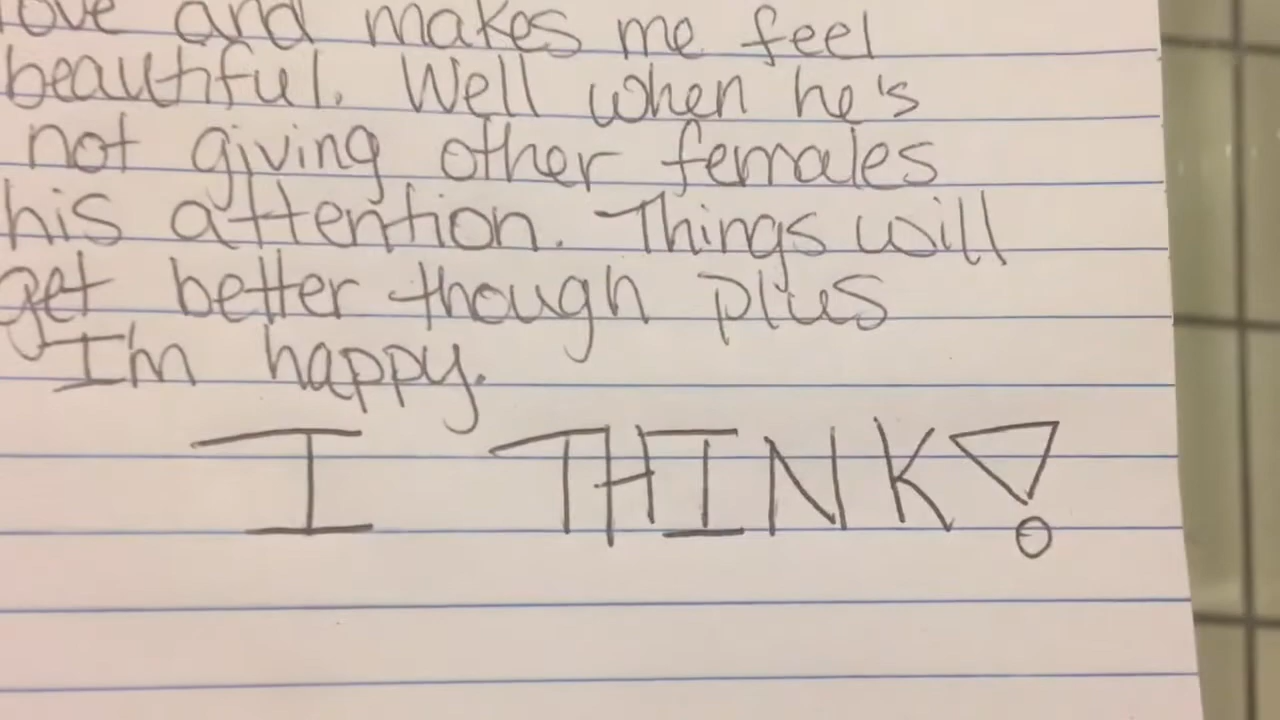 love and makes me feel
beautiful. Well when he's
not giving other females
his attention. Things will
get better though plus
I'm happy.
I THINK!